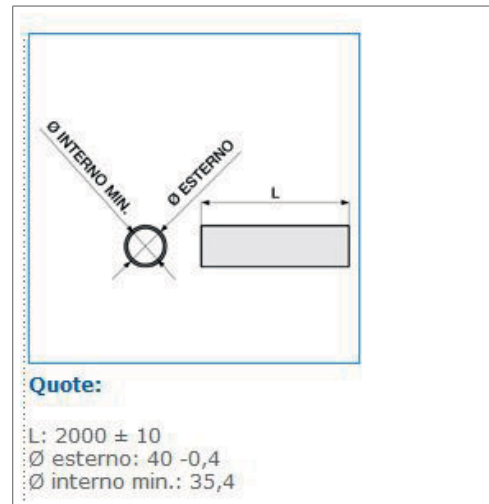 Ø INTERNO MIN.
Ø ESTERNO
L
Quote:
L: 2000 ± 10
Ø esterno: 40 -0,4
Ø interno min.: 35,4